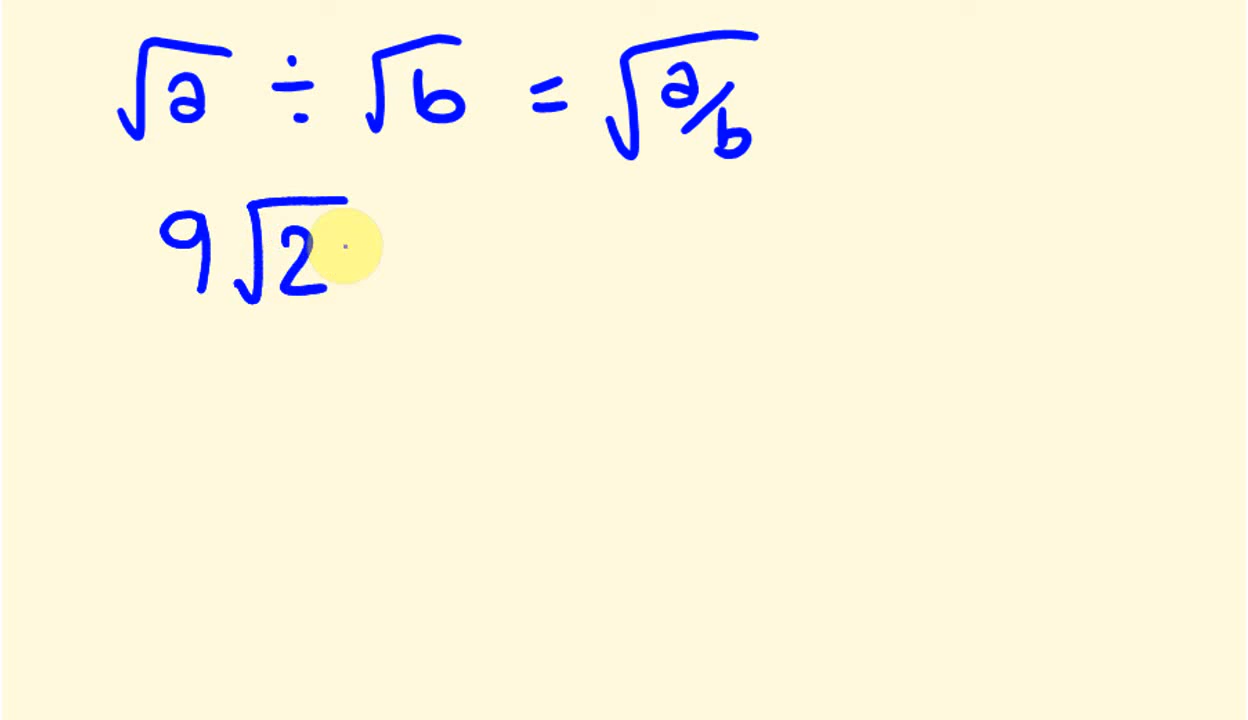 √a ÷ √b = √a/b
9√2